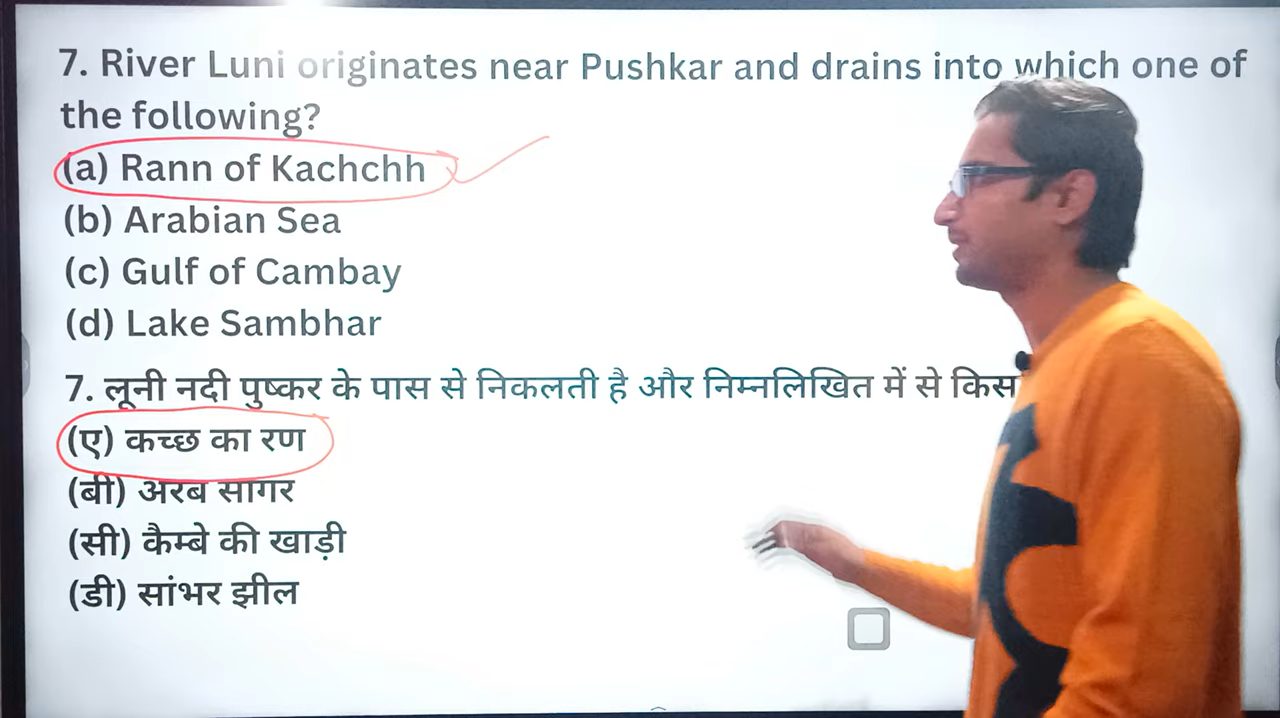 7. River Luni originates near Pushkar and drains into which one of
the following?
(a) Rann of Kachchh
(b) Arabian Sea
(c) Gulf of Cambay
(d) Lake Sambhar
7. लूनी नदी पुष्कर के पास से निकलती है और निम्नलिखित में से किस
(ए) कच्छ का रण
(बी) अरब सागर
(सी) कैम्बे की खाड़ी
(डी) सांभर झील